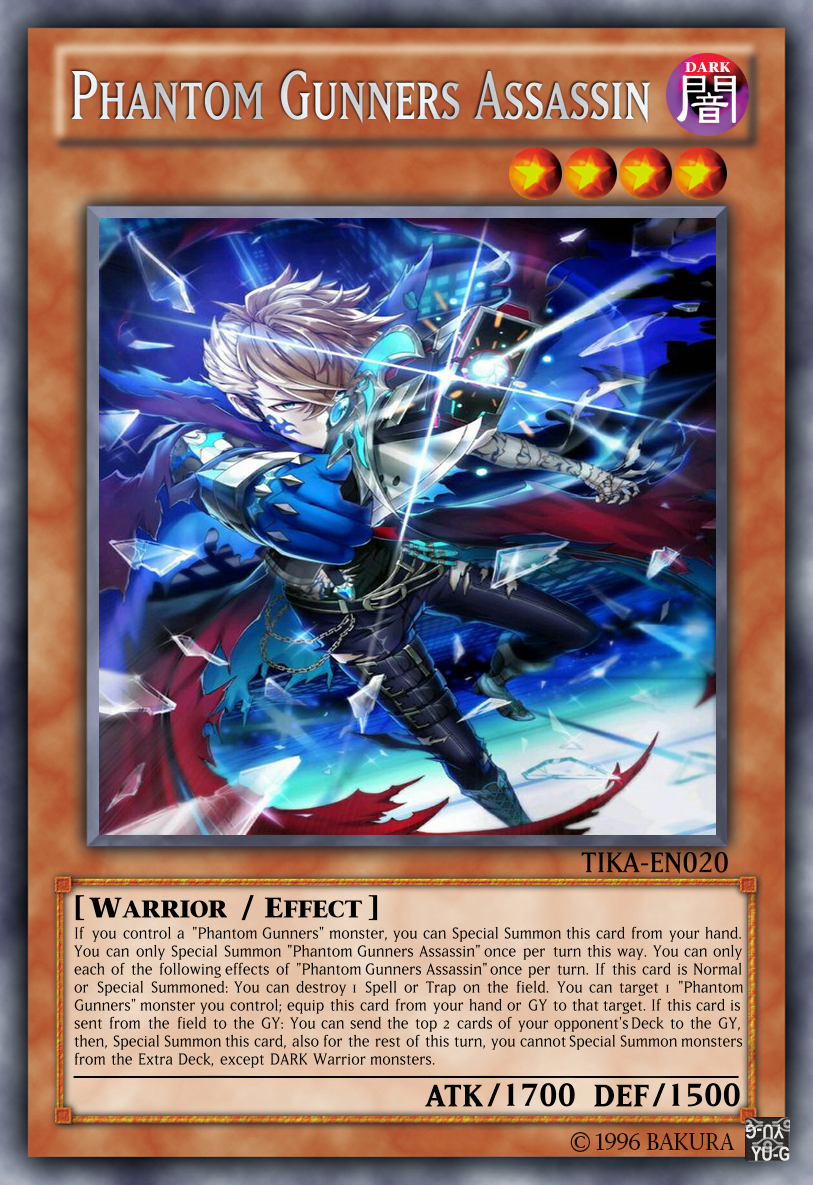 Phantom Gunners Assassin
DARK
闇
TIKA-EN020
[ Warrior / Effect ]
If you control a "Phantom Gunners" monster, you can Special Summon this card from your hand.
You can only Special Summon "Phantom Gunners Assassin" once per turn this way. You can only
each of the following effects of "Phantom Gunners Assassin" once per turn. If this card is Normal
or Special Summoned: You can destroy 1 Spell or Trap on the field. You can target 1 "Phantom
Gunners" monster you control; equip this card from your hand or GY to that target. If this card is
sent from the field to the GY: You can send the top 2 cards of your opponent's Deck to the GY,
then, Special Summon this card, also for the rest of this turn, you cannot Special Summon monsters
from the Extra Deck, except DARK Warrior monsters.
ATK/1700 DEF/1500
© 1996 BAKURA
YU-G
YU-G